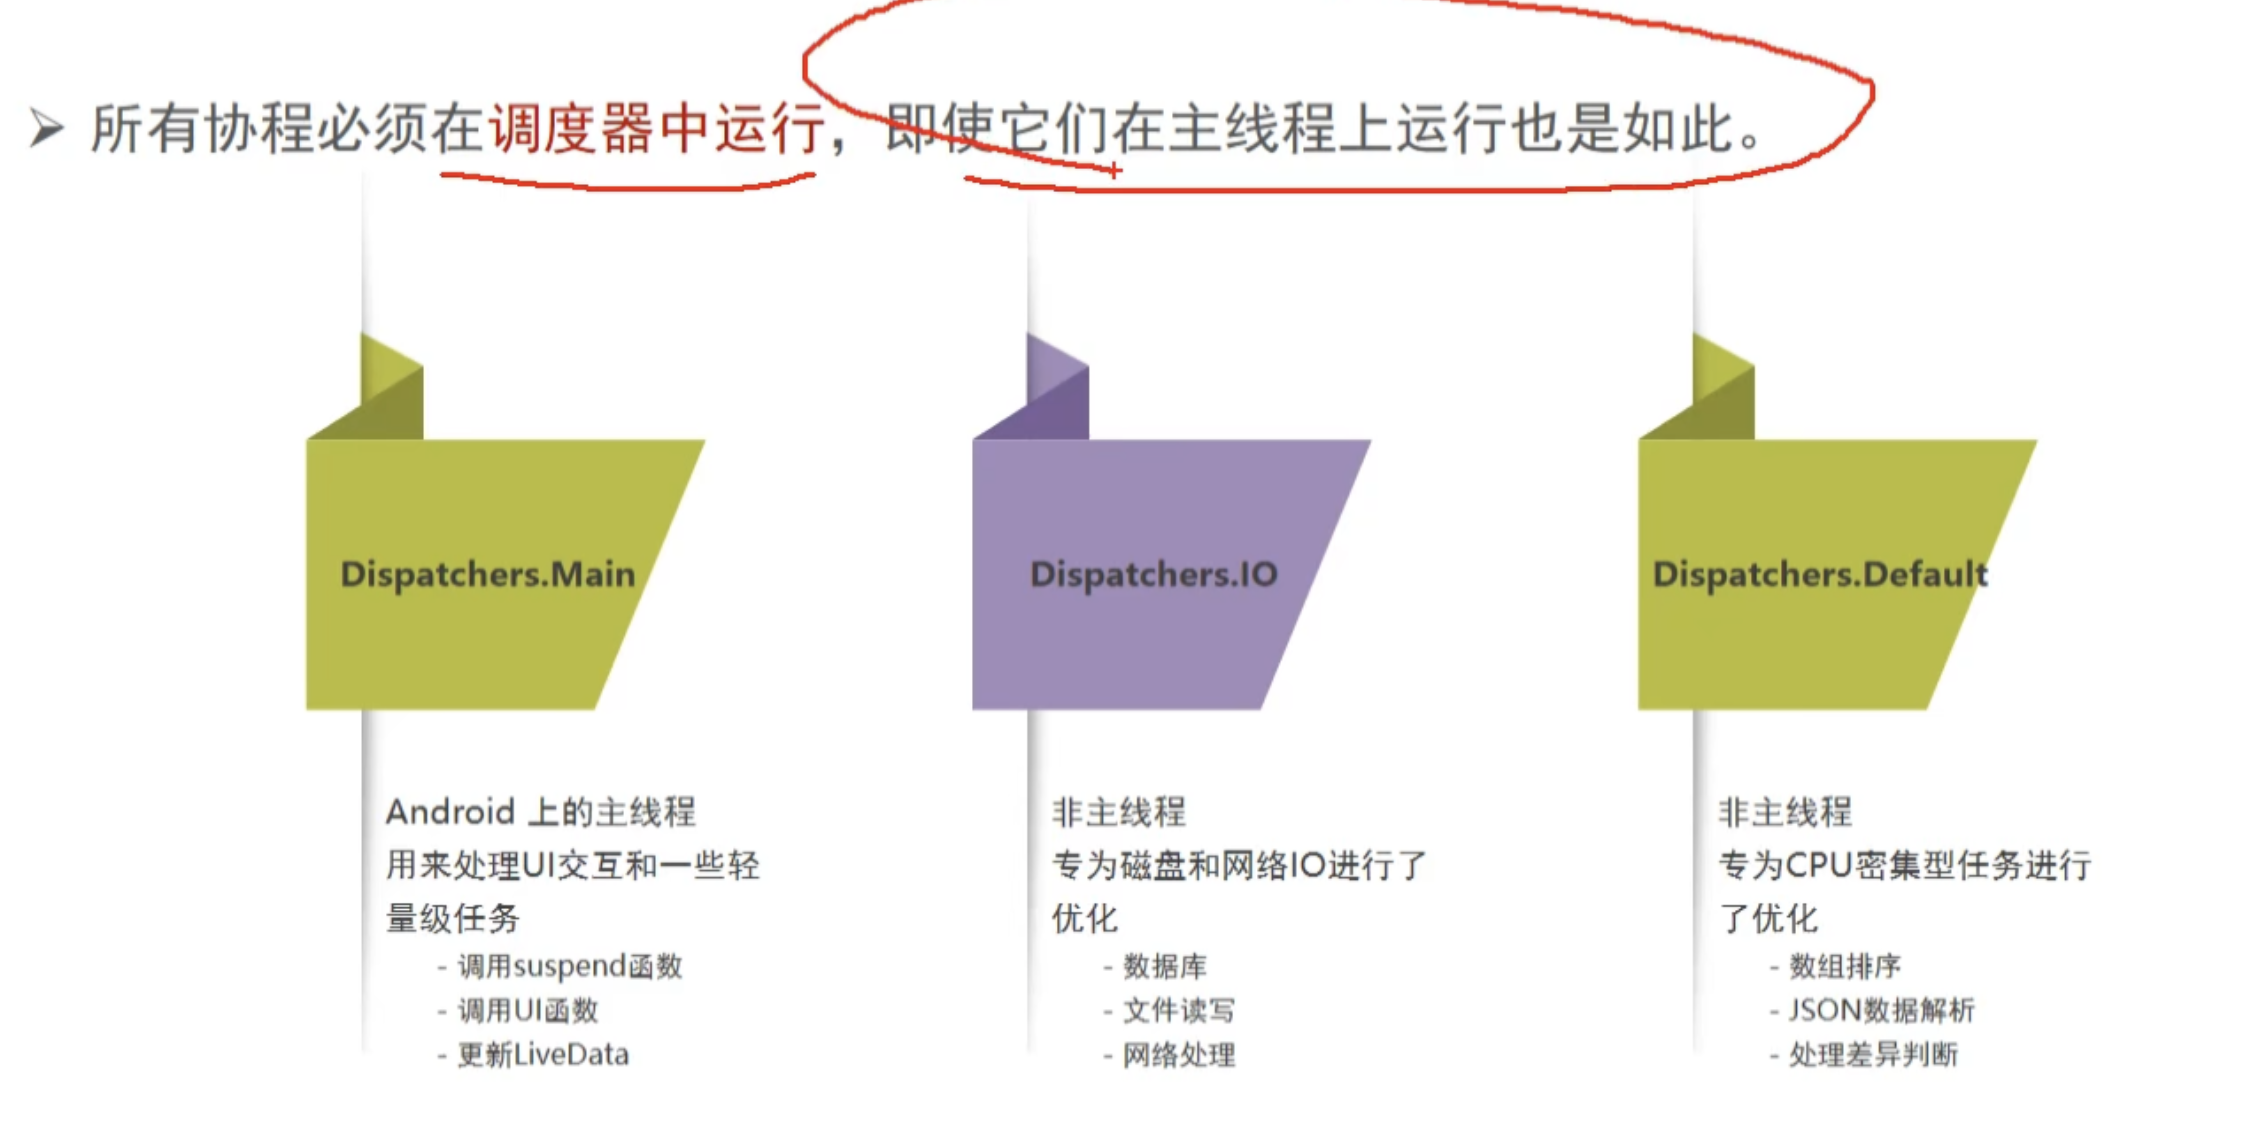 所有协程必须在调度器中运行，即使它们在主线程上运行也是如此。
Dispatchers.Main
Android 上的主线程
用来处理UI交互和一些轻
量级任务
- 调用suspend函数
- 调用UI函数
- 更新LiveData
Dispatchers.IO
非主线程
专为磁盘和网络IO进行了
优化
- 数据库
- 文件读写
- 网络处理
Dispatchers.Default
非主线程
专为CPU密集型任务进行
了优化
- 数组排序
- JSON数据解析
- 处理差异判断